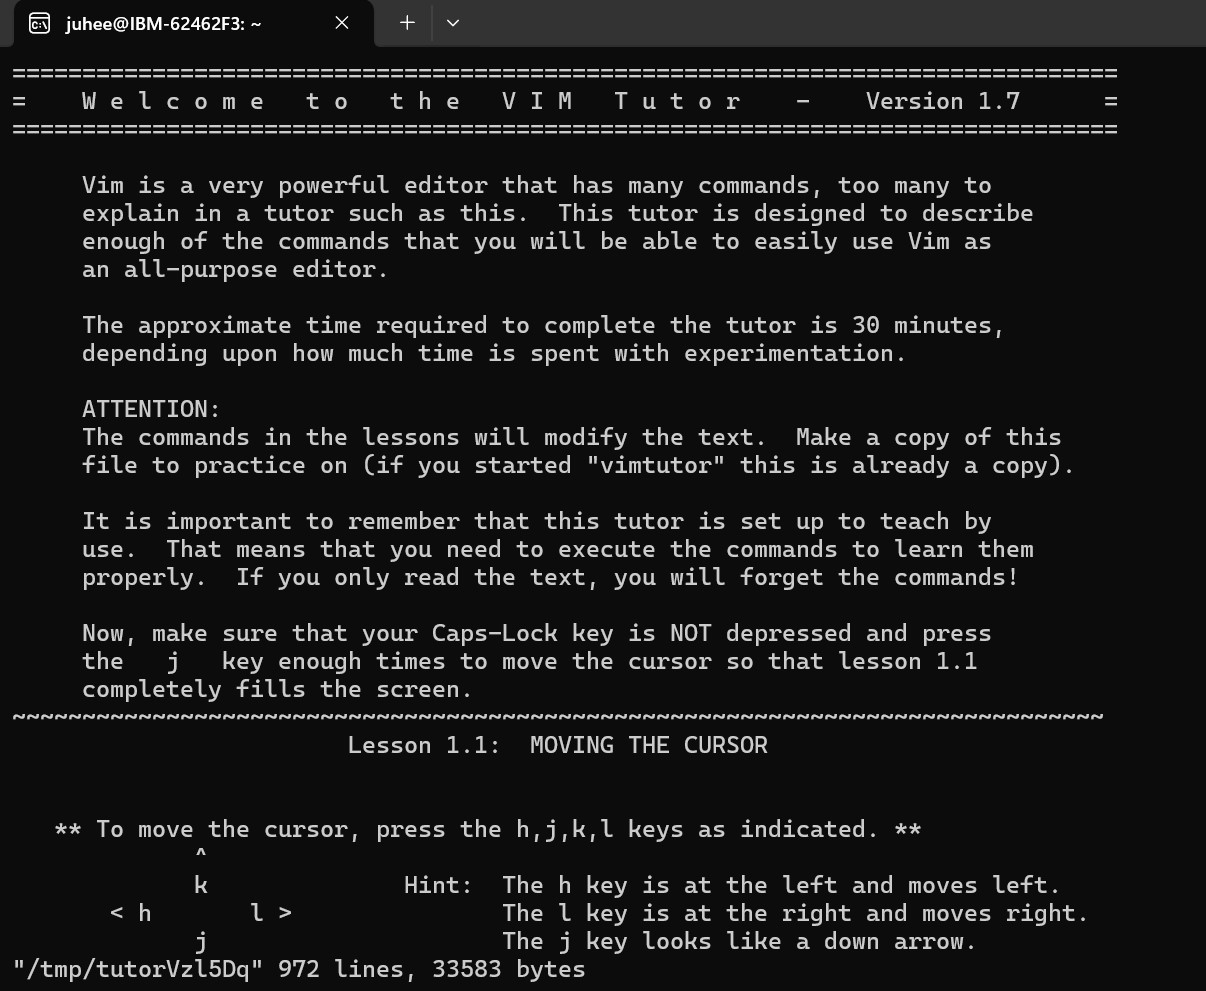 juhee@IBM-62462F3: ~
================================================================================
=    W e l c o m e   t o   t h e   V I M   T u t o r    -    Version 1.7      =
================================================================================

     Vim is a very powerful editor that has many commands, too many to
     explain in a tutor such as this.  This tutor is designed to describe
     enough of the commands that you will be able to easily use Vim as
     an all-purpose editor.

     The approximate time required to complete the tutor is 30 minutes,
     depending upon how much time is spent with experimentation.

     ATTENTION:
     The commands in the lessons will modify the text.  Make a copy of this
     file to practice on (if you started "vimtutor" this is already a copy).

     It is important to remember that this tutor is set up to teach by
     use.  That means that you need to execute the commands to learn them
     properly.  If you only read the text, you will forget the commands!

     Now, make sure that your Caps-Lock key is NOT depressed and press
     the   j   key enough times to move the cursor so that lesson 1.1
     completely fills the screen.
~~~~~~~~~~~~~~~~~~~~~~~~~~~~~~~~~~~~~~~~~~~~~~~~~~~~~~~~~~~~~~~~~~~~~~~~~~~~~~
                        Lesson 1.1:  MOVING THE CURSOR


   ** To move the cursor, press the h,j,k,l keys as indicated. **
             ^
             k              Hint:  The h key is at the left and moves left.
       < h       l >               The l key is at the right and moves right.
             j                     The j key looks like a down arrow.
"/tmp/tutorVzl5Dq" 972 lines, 33583 bytes